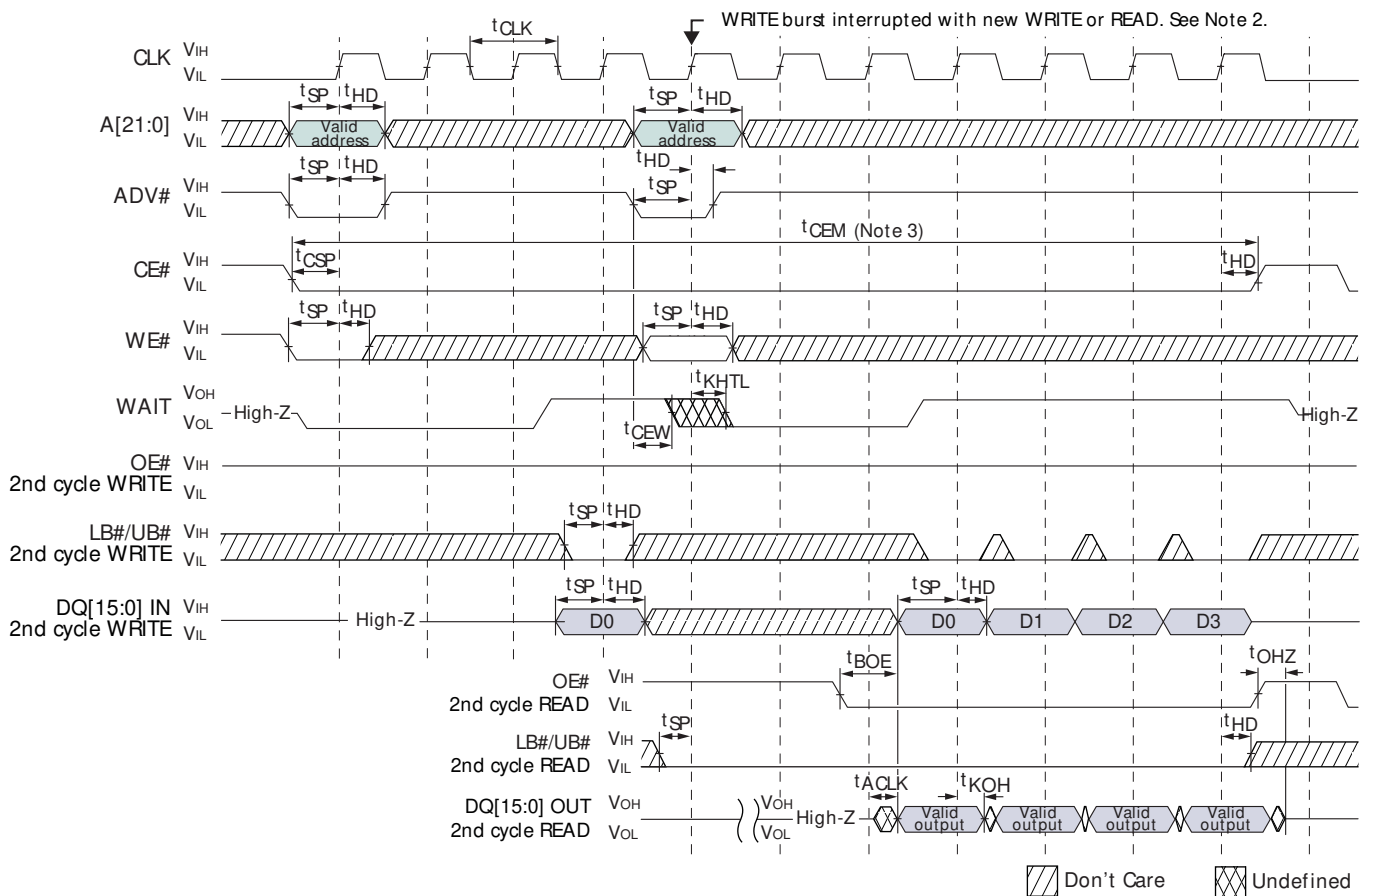 WRITE burst interrupted with new WRITE or READ. See Note 2.
tCLK
CLK VIH
VIL
tSP tHD tSP tHD
A[21:0] VIH
VIL
Valid address Valid address
tSP tHD tHD
tSP
ADV# VIH
VIL
tCEM (Note 3)
CE# VIH
VIL
tCSP tHD
tSP tHD tSP tHD
WE# VIH
VIL
tKHTL
WAIT VOH
VOL
High-Z High-Z
tCEW
OE# VIH
2nd cycle WRITE VIL
tSP tHD
LB#/UB# VIH
2nd cycle WRITE VIL
tSP tHD tSP tHD
DQ[15:0] IN VIH
2nd cycle WRITE VIL
High-Z D0 D0 D1 D2 D3
tBOE tOHZ
OE# VIH
2nd cycle READ VIL
tSP tHD
LB#/UB# VIH
2nd cycle READ VIL
tACLK tKOH
DQ[15:0] OUT VOH
2nd cycle READ VOL
VOH
VOL
High-Z
Valid output Valid output Valid output Valid output
Don't Care Undefined